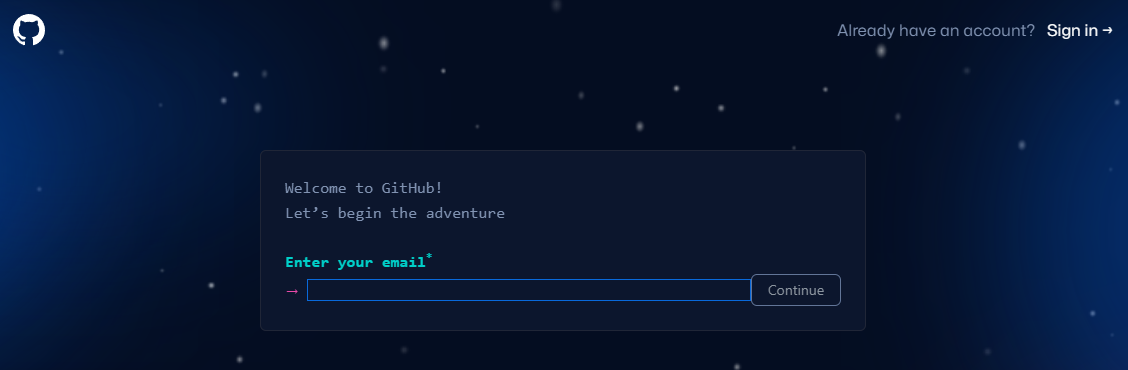 Already have an account? Sign in →
Welcome to GitHub!
Let’s begin the adventure
Enter your email*
→
Continue